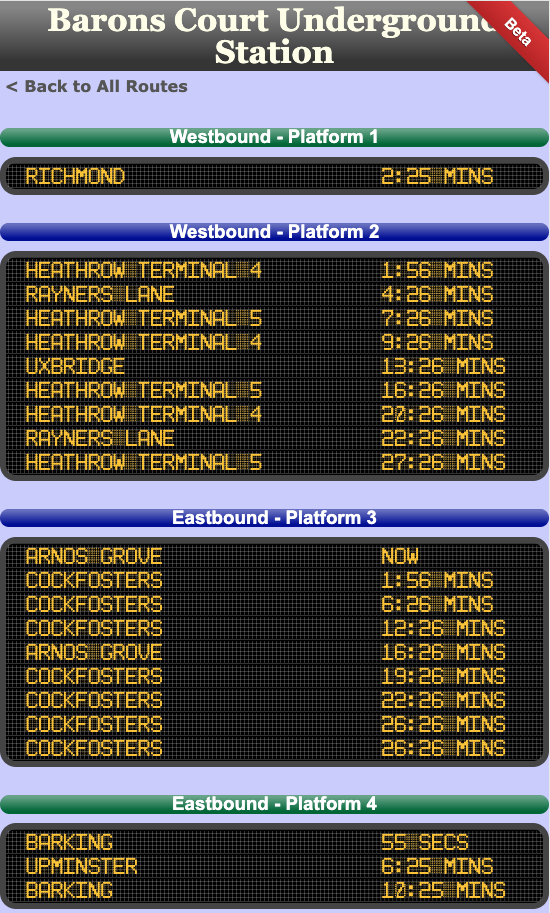 Barons Court Underground
Station
Beta
< Back to All Routes
Westbound - Platform 1
RICHMOND 2:25 MINS
Westbound - Platform 2
HEATHROW TERMINAL 4 1:56 MINS
RAYNERS LANE 4:26 MINS
HEATHROW TERMINAL 5 7:26 MINS
HEATHROW TERMINAL 4 9:26 MINS
UXBRIDGE 13:26 MINS
HEATHROW TERMINAL 5 16:26 MINS
HEATHROW TERMINAL 4 20:26 MINS
RAYNERS LANE 22:26 MINS
HEATHROW TERMINAL 5 27:26 MINS
Eastbound - Platform 3
ARNOS GROVE NOW
COCKFOSTERS 1:56 MINS
COCKFOSTERS 6:26 MINS
COCKFOSTERS 12:26 MINS
ARNOS GROVE 16:26 MINS
COCKFOSTERS 19:26 MINS
COCKFOSTERS 22:26 MINS
COCKFOSTERS 26:26 MINS
COCKFOSTERS 26:26 MINS
Eastbound - Platform 4
BARKING 55 SECS
UPMINSTER 6:25 MINS
BARKING 10:25 MINS